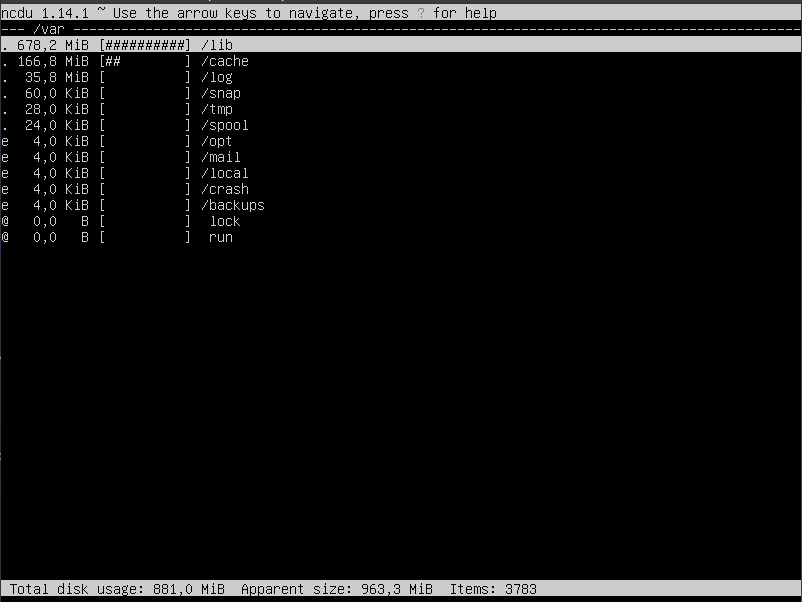 ncdu 1.14.1 ~ Use the arrow keys to navigate, press ? for help
--- /var ----------------------------------------------------------------------------------------
. 678,2 MiB [##########] /lib
. 166,8 MiB [##        ] /cache
.  35,8 MiB [          ] /log
.  60,0 KiB [          ] /snap
.  28,0 KiB [          ] /tmp
.  24,0 KiB [          ] /spool
e   4,0 KiB [          ] /opt
e   4,0 KiB [          ] /mail
e   4,0 KiB [          ] /local
e   4,0 KiB [          ] /crash
e   4,0 KiB [          ] /backups
@   0,0   B [          ]  lock
@   0,0   B [          ]  run
Total disk usage: 881,0 MiB  Apparent size: 963,3 MiB  Items: 3783